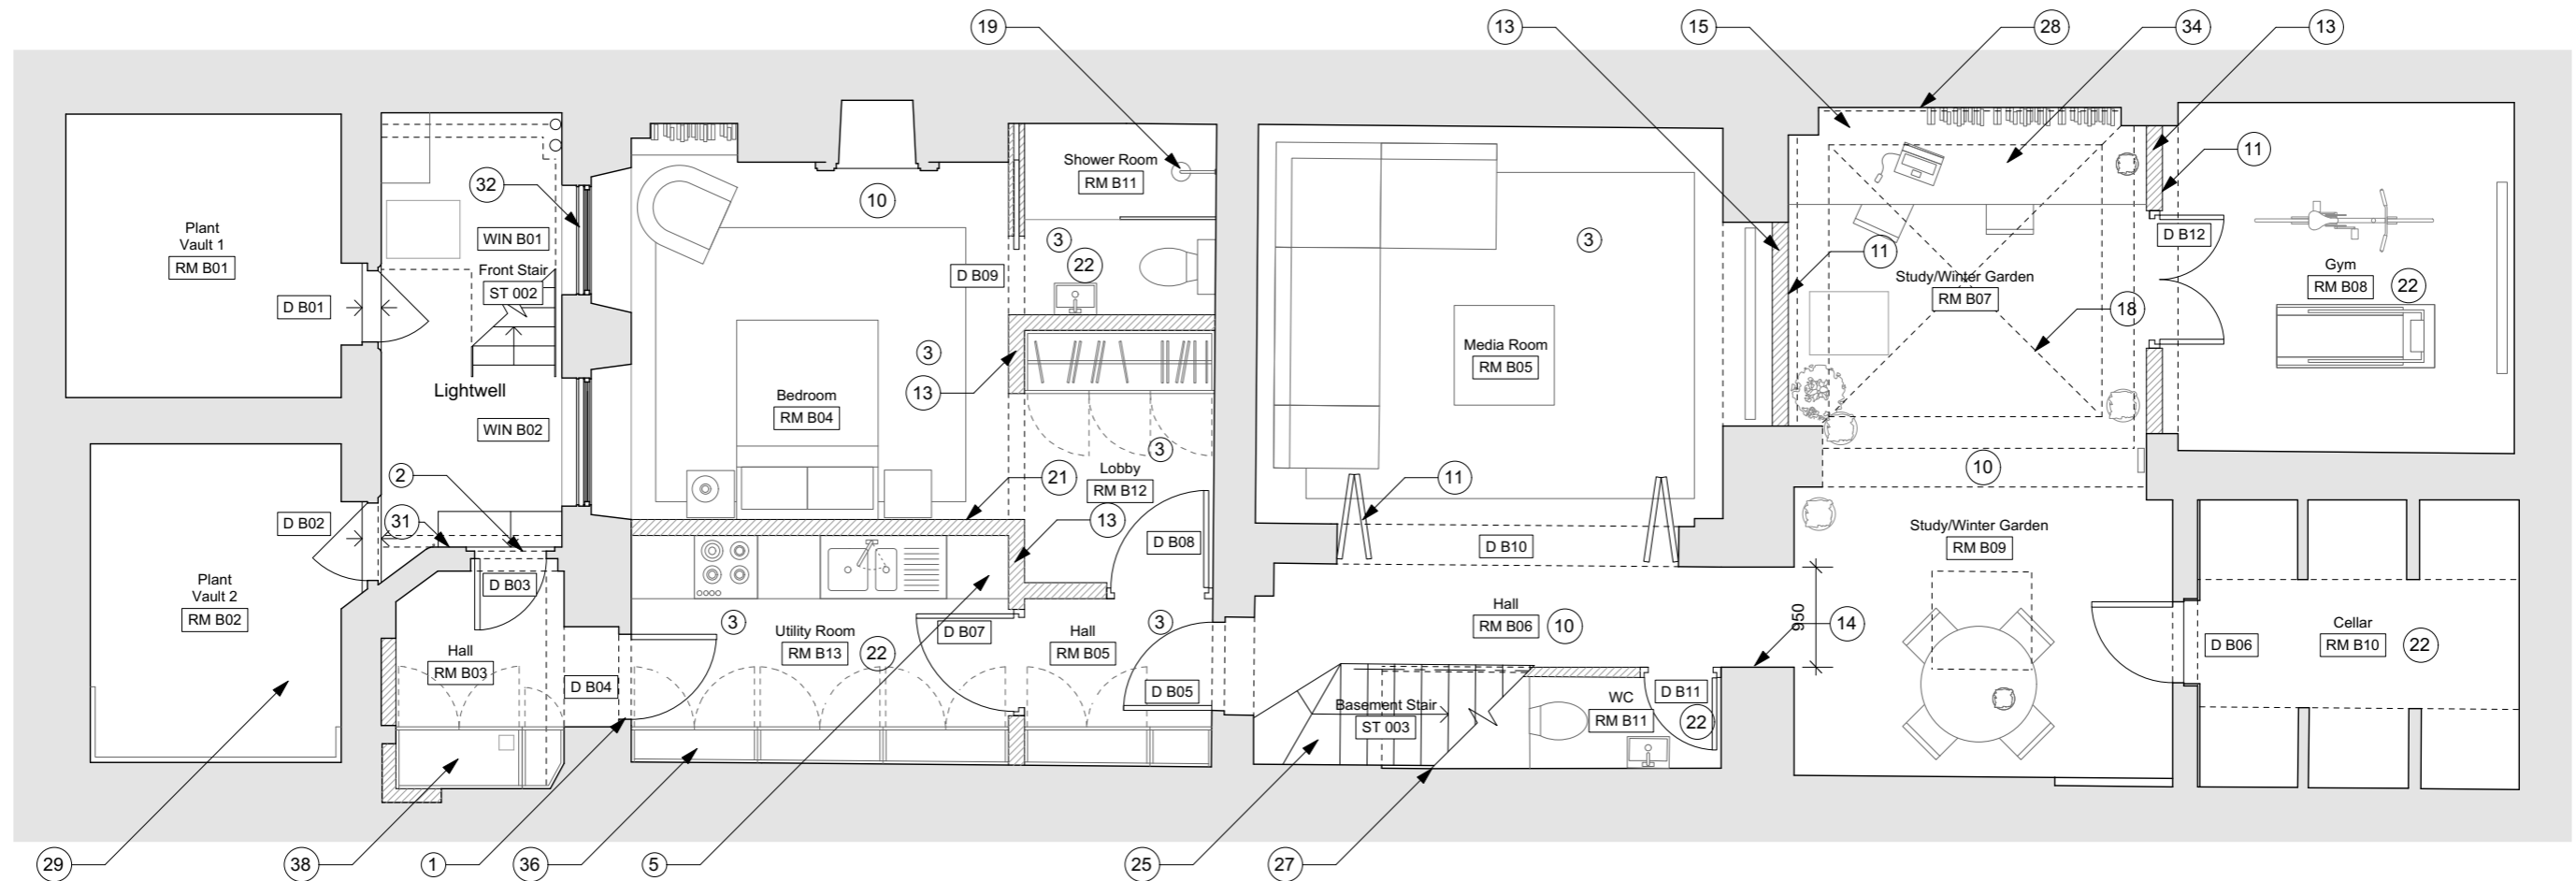 19
13
15
28
34
13
32
10
3
22
3
11
11
18
22
3
13
3
2
31
21
11
10
13
3
22
3
10
14
22
22
29
38
1
36
5
25
27
Plant
Vault 1
RM B01
D B01
WIN B01
Front Stair
ST 002
Lightwell
WIN B02
Plant
Vault 2
RM B02
D B02
D B03
Hall
RM B03
D B04
Bedroom
RM B04
D B09
Shower Room
RM B11
Lobby
RM B12
D B08
Utility Room
RM B13
D B07
Hall
RM B05
D B05
Media Room
RM B05
D B10
Hall
RM B06
Basement Stair
ST 003
WC
RM B11
D B11
950
Study/Winter Garden
RM B07
D B12
Gym
RM B08
Study/Winter Garden
RM B09
D B06
Cellar
RM B10